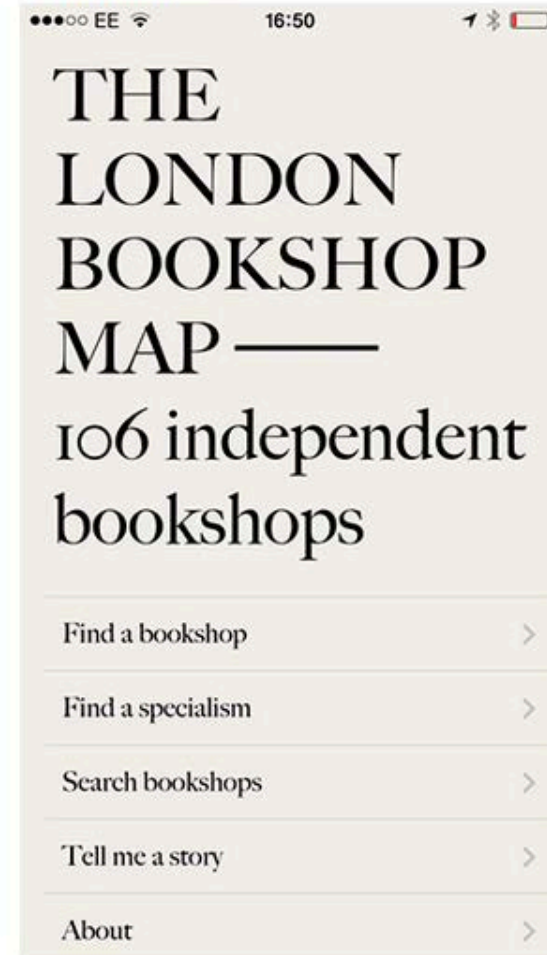 EE 16:50
THE
LONDON
BOOKSHOP
MAP —
106 independent
bookshops
Find a bookshop
Find a specialism
Search bookshops
Tell me a story
About